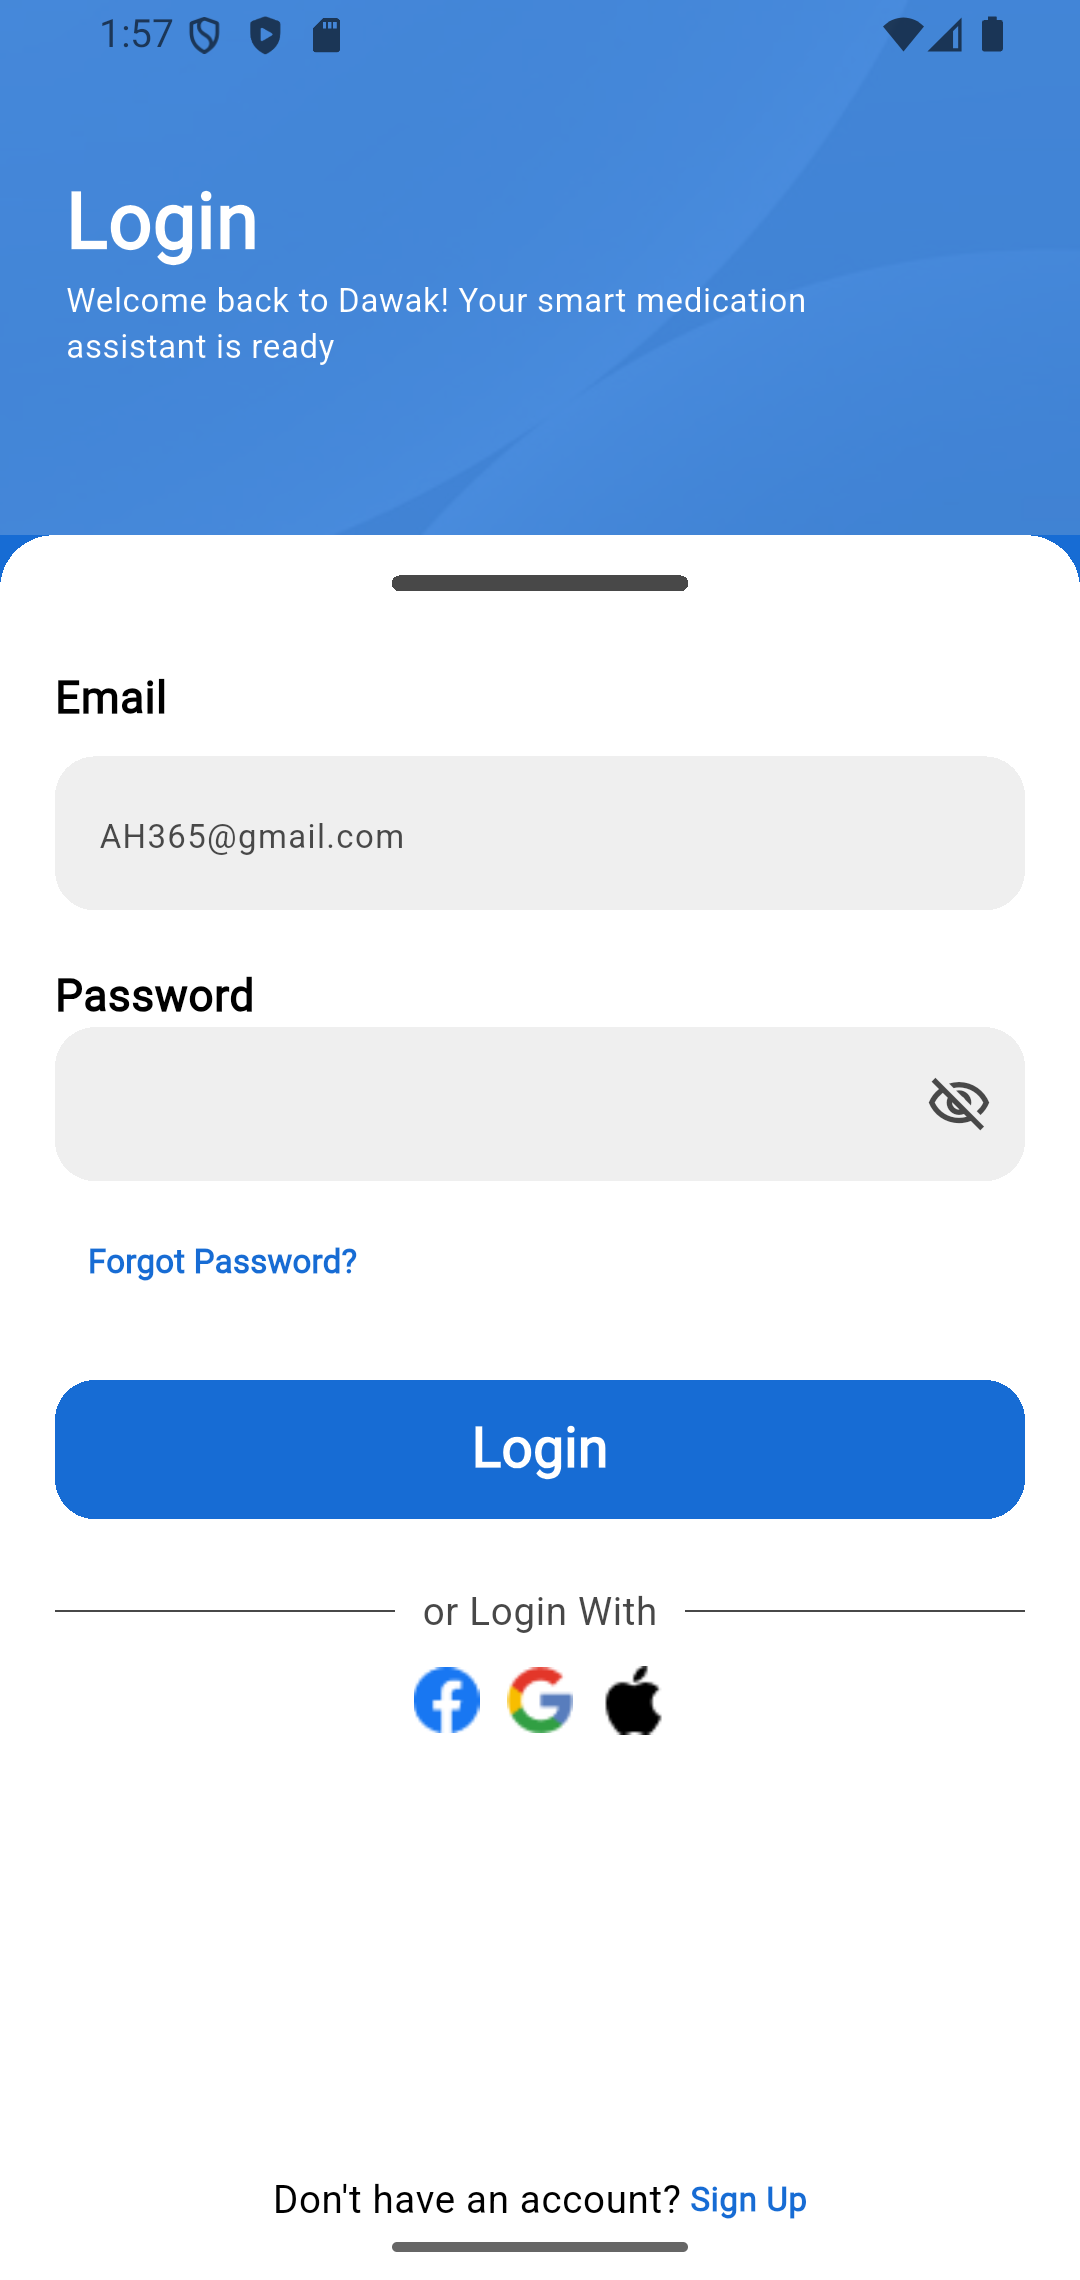 1:57
Login
Welcome back to Dawak! Your smart medication
assistant is ready
Email
AH365@gmail.com
Password
Forgot Password?
Login
or Login With
Don't have an account? Sign Up